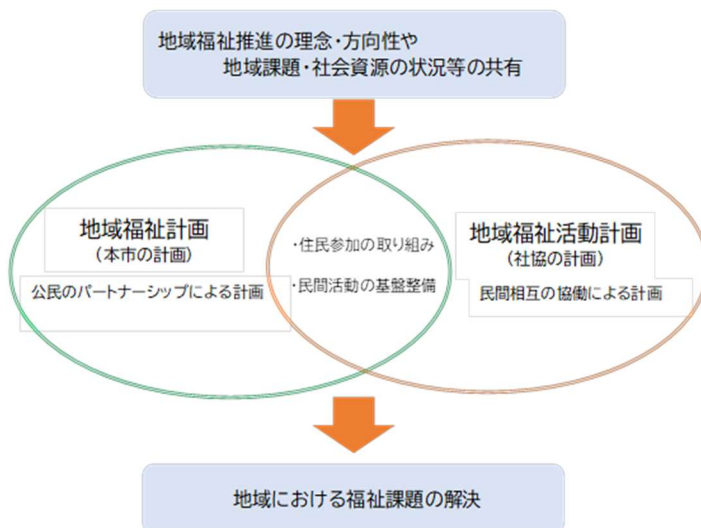 地域福祉推進の理念・方向性や
地域課題・社会資源の状況等の共有
地域福祉計画
(本市の計画)
公民のパートナーシップによる計画
・住民参加の取り組み
・民間活動の基盤整備
地域福祉活動計画
(社協の計画)
民間相互の協働による計画
地域における福祉課題の解決